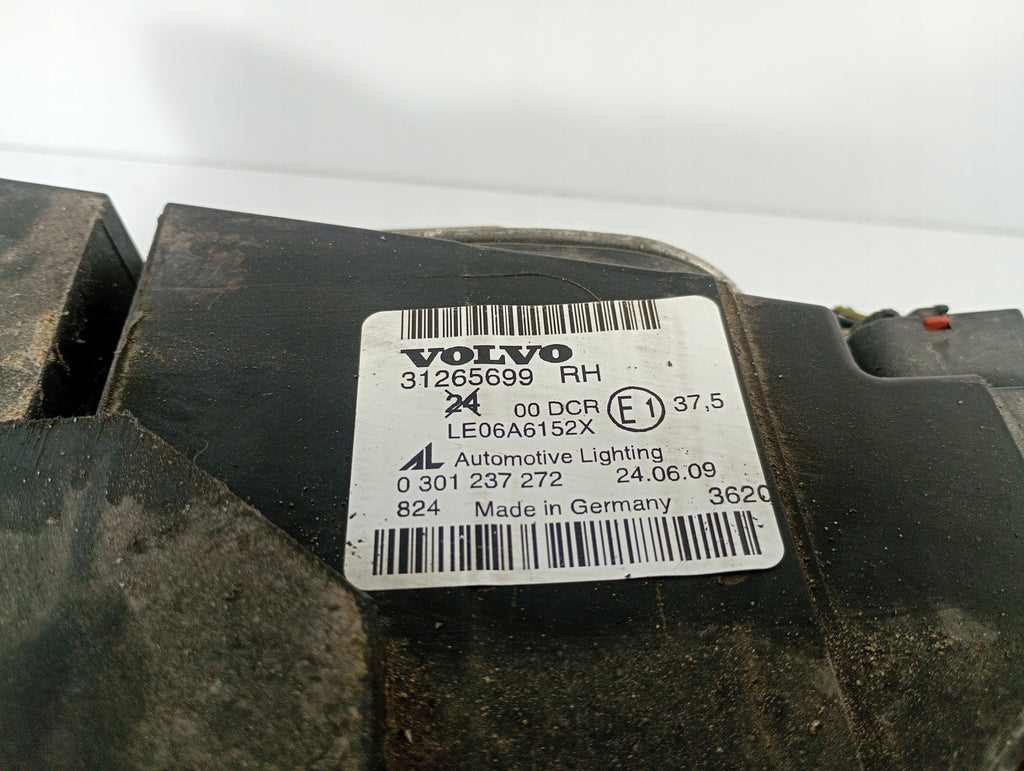 VOLVO
31265699 RH
24 00 DCR E1 37,5
LE06A6152X
AL Automotive Lighting
0 301 237 272 24.06.09
824 Made in Germany 3620